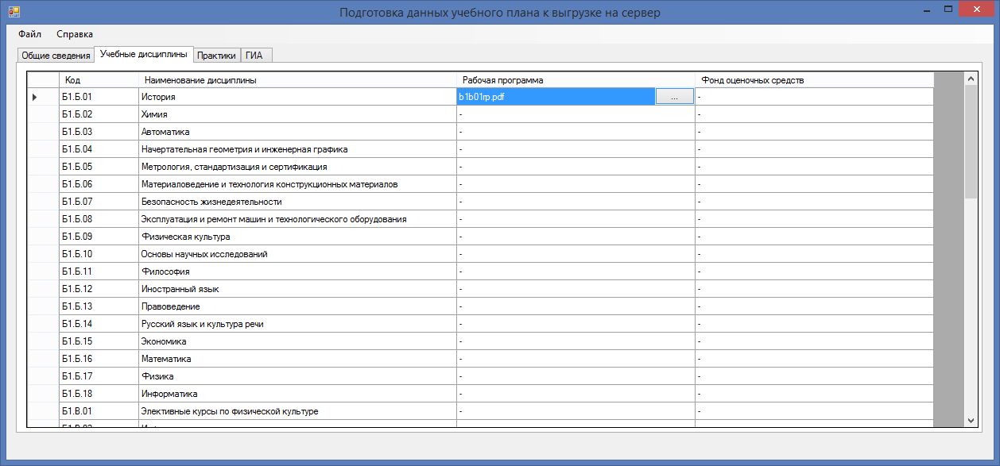 Подготовка данных учебного плана к выгрузке на сервер
Файл Справка
Общие сведения Учебные дисциплины Практики ГИА
Код Наименование дисциплины Рабочая программа Фонд оценочных средств
Б1.Б.01 История b1b01rp.pdf ... -
Б1.Б.02 Химия - -
Б1.Б.03 Автоматика - -
Б1.Б.04 Начертательная геометрия и инженерная графика - -
Б1.Б.05 Метрология, стандартизация и сертификация - -
Б1.Б.06 Материаловедение и технология конструкционных материалов - -
Б1.Б.07 Безопасность жизнедеятельности - -
Б1.Б.08 Эксплуатация и ремонт машин и технологического оборудования - -
Б1.Б.09 Физическая культура - -
Б1.Б.10 Основы научных исследований - -
Б1.Б.11 Философия - -
Б1.Б.12 Иностранный язык - -
Б1.Б.13 Правоведение - -
Б1.Б.14 Русский язык и культура речи - -
Б1.Б.15 Экономика - -
Б1.Б.16 Математика - -
Б1.Б.17 Физика - -
Б1.Б.18 Информатика - -
Б1.В.01 Элективные курсы по физической культуре - -